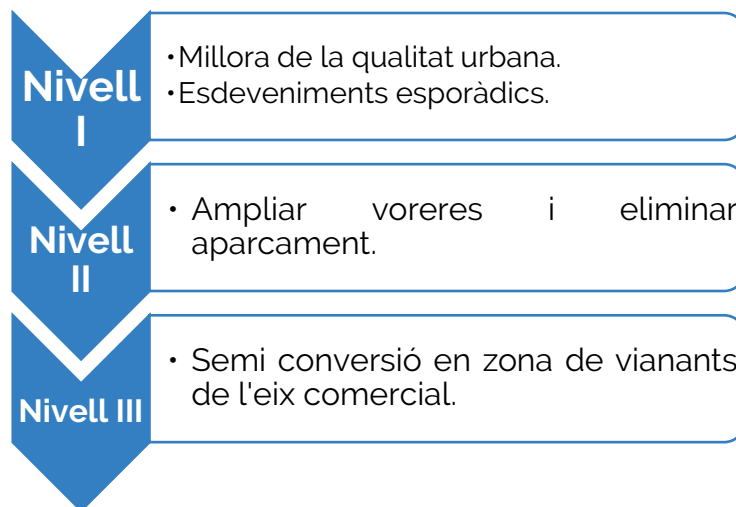 Nivell
I
•Millora de la qualitat urbana.
•Esdeveniments esporàdics.
Nivell
II
• Ampliar voreres i eliminar
aparcament.
Nivell III
• Semi conversió en zona de vianants
de l'eix comercial.